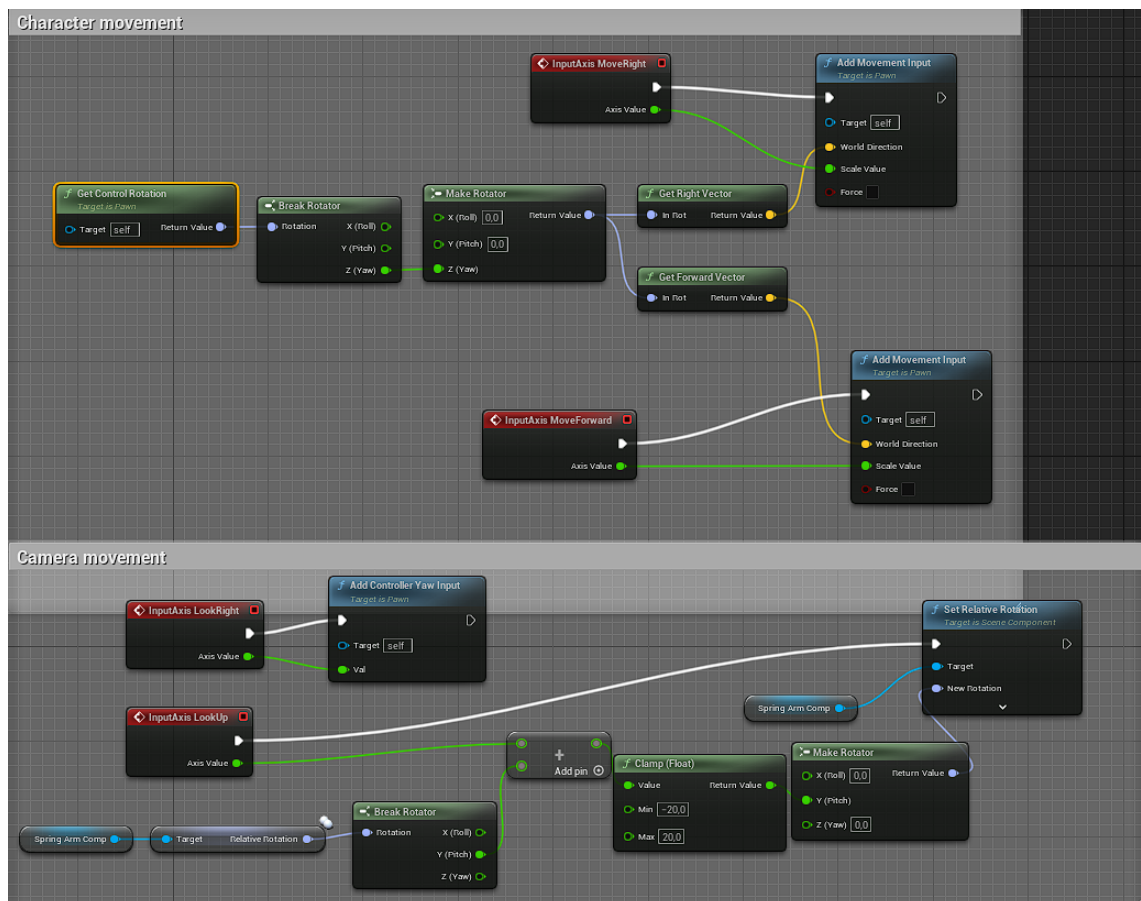 Character movement
InputAxis MoveRight
Axis Value
Add Movement Input
Target is Pawn
Target self
World Direction
Scale Value
Force
Get Control Rotation
Target is Pawn
Target self Return Value
Break Rotator
Rotation X (Roll)
Y (Pitch)
Z (Yaw)
Make Rotator
X (Roll) 0,0 Return Value
Y (Pitch) 0,0
Z (Yaw)
Get Right Vector
In Rot Return Value
Get Forward Vector
In Rot Return Value
InputAxis MoveForward
Axis Value
Add Movement Input
Target is Pawn
Target self
World Direction
Scale Value
Force
Camera movement
InputAxis LookRight
Axis Value
Add Controller Yaw Input
Target is Pawn
Target self
Val
InputAxis LookUp
Axis Value
Spring Arm Comp
Target Relative Rotation
Break Rotator
Rotation X (Roll)
Y (Pitch)
Z (Yaw)
+
Add pin
Clamp (Float)
Value Return Value
Min -20,0
Max 20,0
Make Rotator
X (Roll) 0,0 Return Value
Y (Pitch)
Z (Yaw) 0,0
Spring Arm Comp
Set Relative Rotation
Target is Scene Component
Target
New Rotation